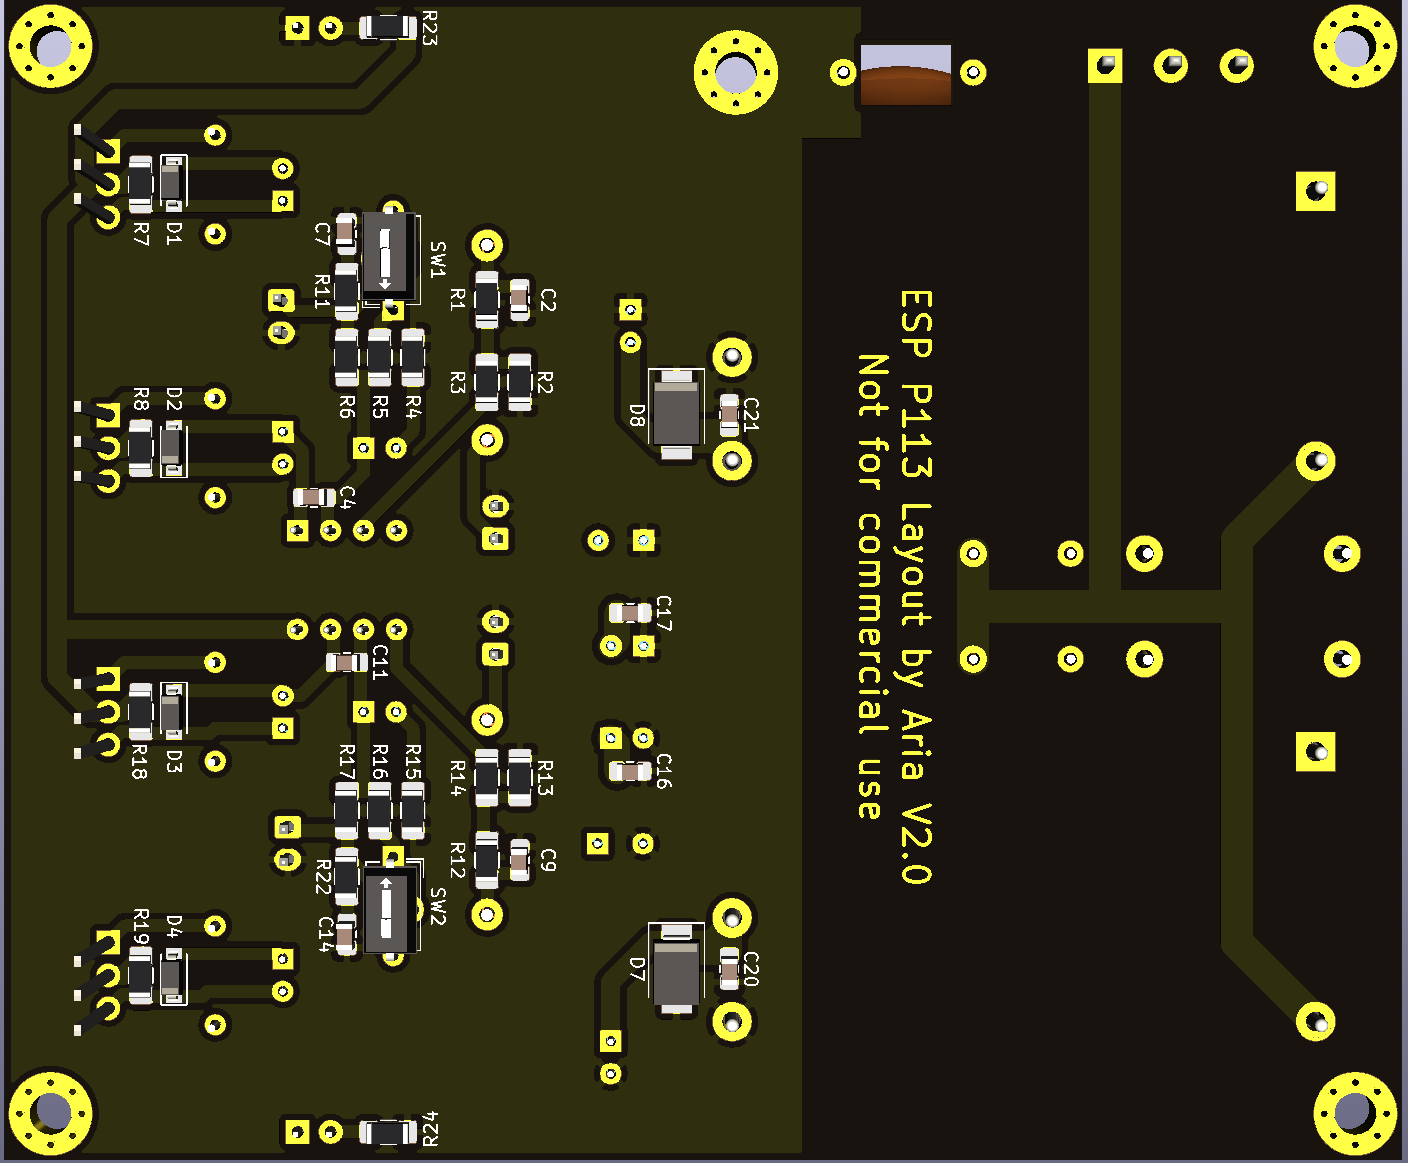 R23
R7
D1
C7
SW1
R11
R1
C2
R6
R5
R4
R3
R2
R8
D2
C4
D8
C21
ESP P113 Layout by Aria V2.0
Not for commercial use
C17
C11
R18
D3
R17
R16
R15
R14
R13
C16
R12
C9
R22
SW2
C14
R19
D4
D7
C20
R24